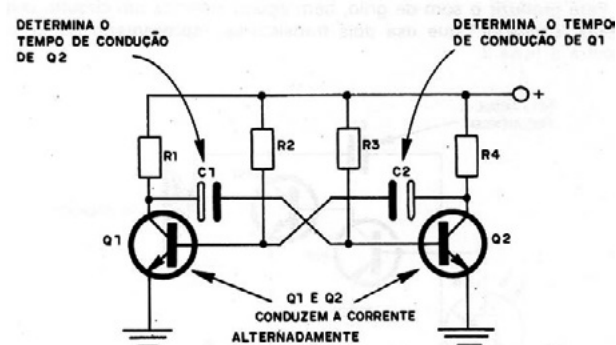 DETERMINA O
TEMPO DE CONDUÇÃO
DE Q2
DETERMINA O TEMPO
DE CONDUÇÃO DE Q1
+
R1
R2
R3
R4
C1
C2
Q1
Q2
Q1 E Q2
CONDUZEM A CORRENTE
ALTERNADAMENTE